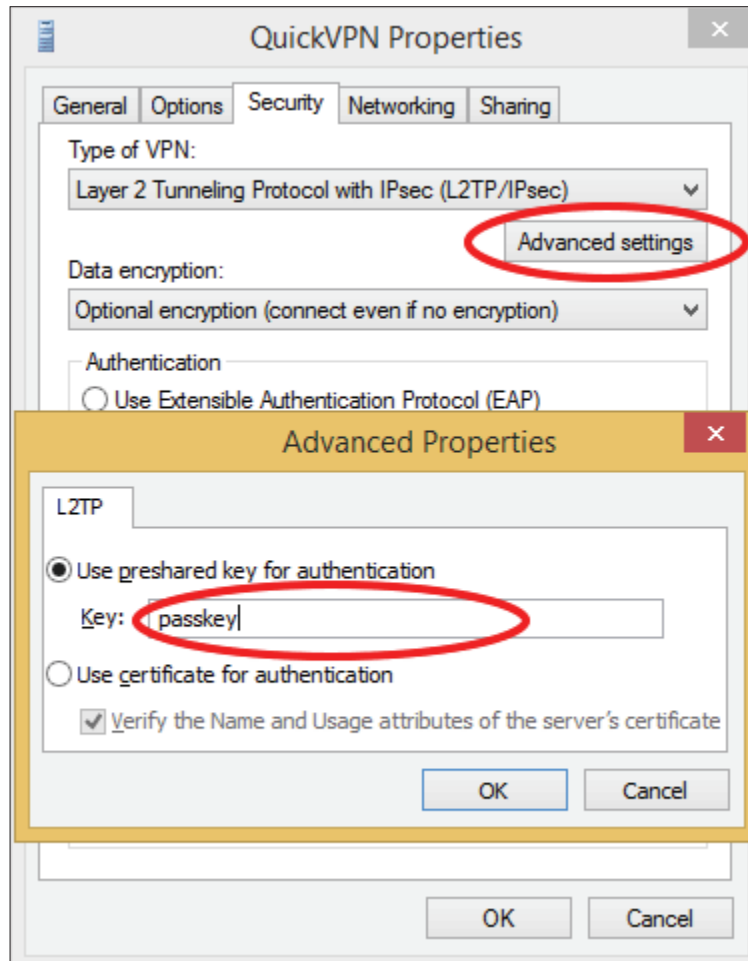 QuickVPN Properties
General Options Security Networking Sharing
Type of VPN:
Layer 2 Tunneling Protocol with IPsec (L2TP/IPsec)
Advanced settings
Data encryption:
Optional encryption (connect even if no encryption)
Authentication
Use Extensible Authentication Protocol (EAP)
Advanced Properties
L2TP
Use preshared key for authentication
Key: passkey
Use certificate for authentication
Verify the Name and Usage attributes of the server's certificate
OK Cancel
OK Cancel